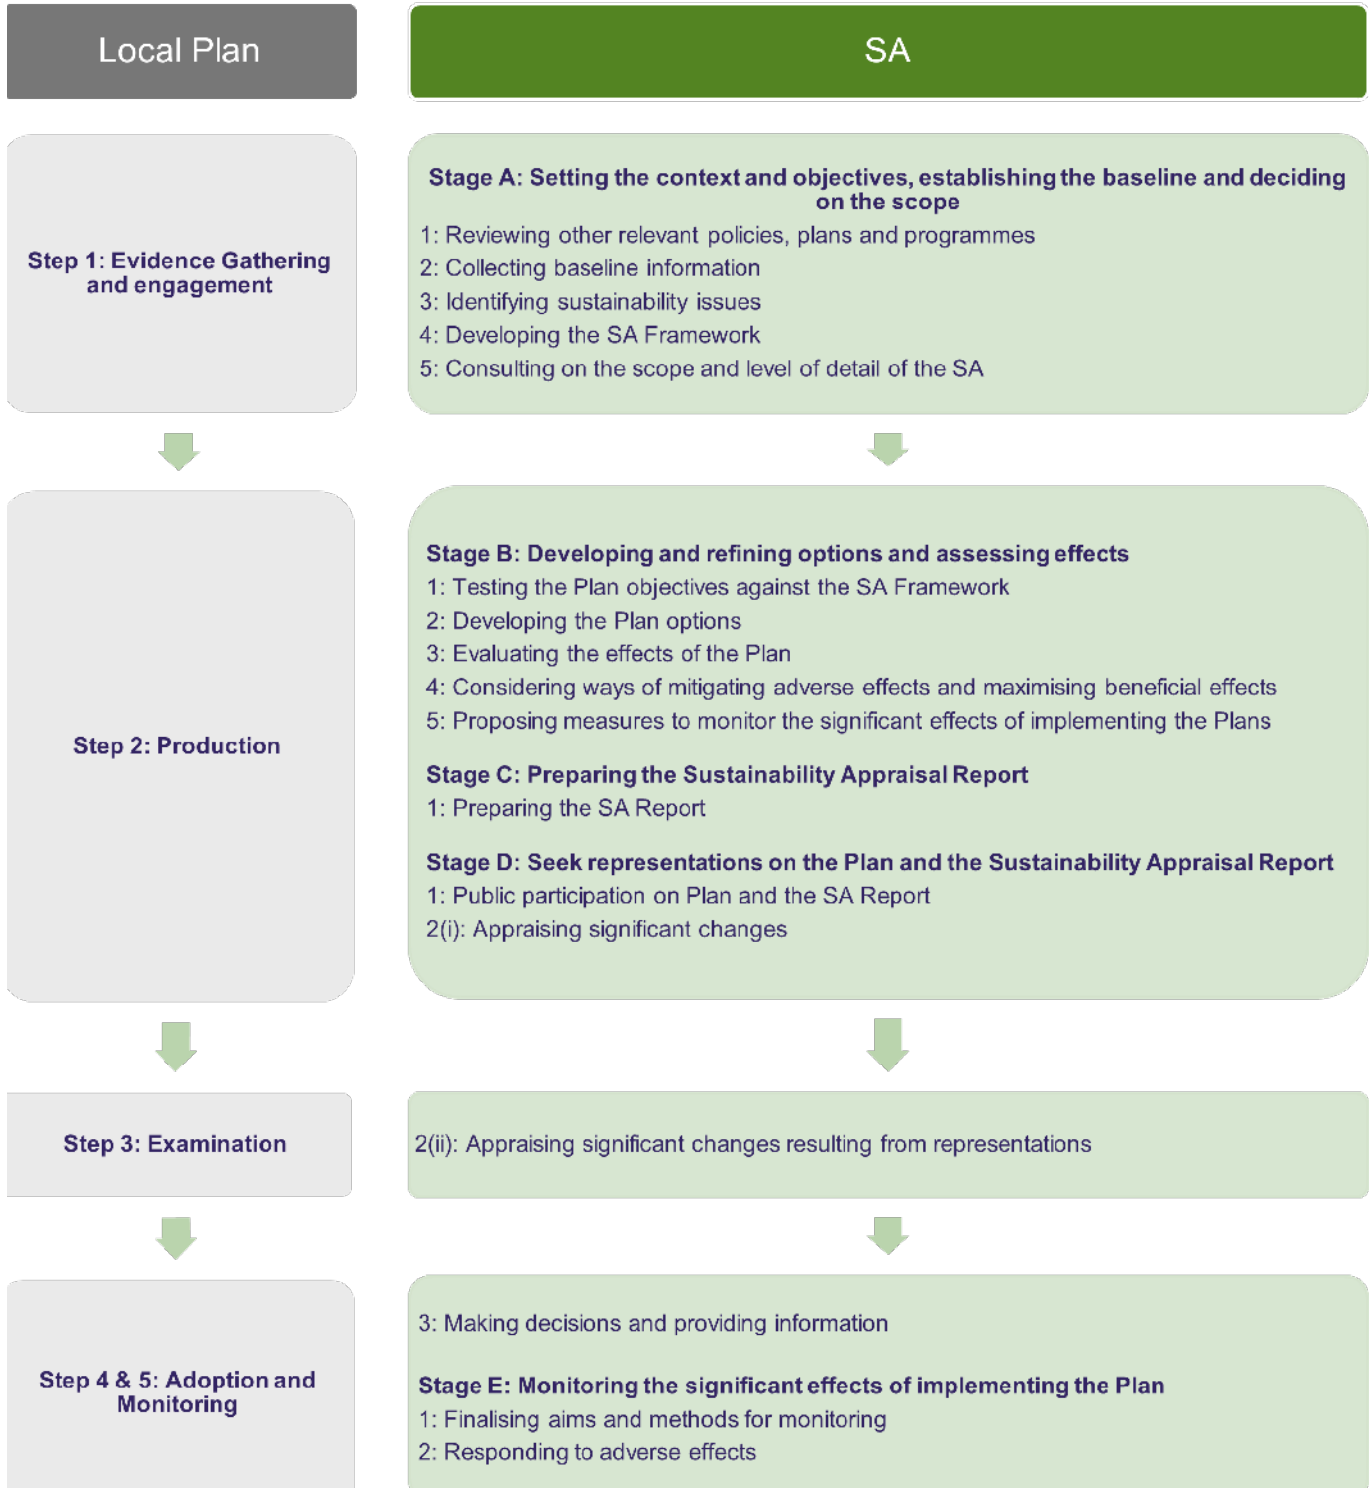 Local Plan
SA
Step 1: Evidence Gathering
and engagement
Stage A: Setting the context and objectives, establishing the baseline and deciding
on the scope
1: Reviewing other relevant policies, plans and programmes
2: Collecting baseline information
3: Identifying sustainability issues
4: Developing the SA Framework
5: Consulting on the scope and level of detail of the SA
Step 2: Production
Stage B: Developing and refining options and assessing effects
1: Testing the Plan objectives against the SA Framework
2: Developing the Plan options
3: Evaluating the effects of the Plan
4: Considering ways of mitigating adverse effects and maximising beneficial effects
5: Proposing measures to monitor the significant effects of implementing the Plans
Stage C: Preparing the Sustainability Appraisal Report
1: Preparing the SA Report
Stage D: Seek representations on the Plan and the Sustainability Appraisal Report
1: Public participation on Plan and the SA Report
2(i): Appraising significant changes
Step 3: Examination
2(ii): Appraising significant changes resulting from representations
Step 4 & 5: Adoption and
Monitoring
3: Making decisions and providing information
Stage E: Monitoring the significant effects of implementing the Plan
1: Finalising aims and methods for monitoring
2: Responding to adverse effects